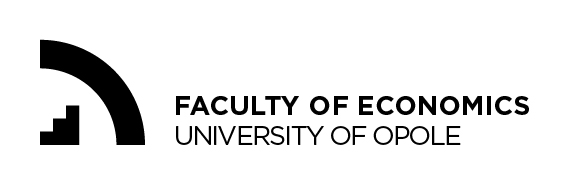 FACULTY OF ECONOMICS
UNIVERSITY OF OPOLE